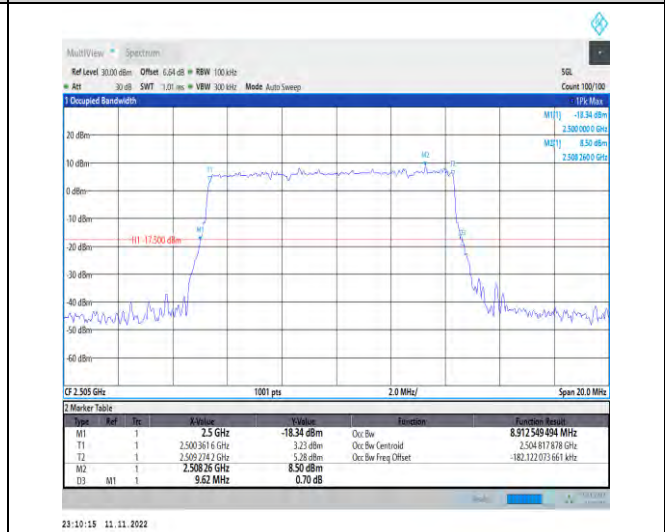 MultiView Spectrum
Ref Level 30.00 dBm Offset 6.64 dB RBW 100 kHz SGL
Att 30 dB SWT 1.01 ms VBW 300 kHz Mode Auto Sweep Count 100/100
1 Occupied Bandwidth 1Pk Max
M1[1] -18.34 dBm
2.500 000 0 GHz
M2[1] 8.50 dBm
2.508 260 0 GHz
20 dBm
M2
T1 T2
10 dBm
0 dBm
-10 dBm
M1
D3
H1 -17.500 dBm
-20 dBm
-30 dBm
-40 dBm
-50 dBm
-60 dBm
CF 2.505 GHz 1001 pts 2.0 MHz/ Span 20.0 MHz
2 Marker Table
Type Ref Trc X-Value Y-Value Function Function Result
M1 1 2.5 GHz -18.34 dBm Occ Bw 8.912 549 494 MHz
T1 1 2.500 361 6 GHz 3.23 dBm Occ Bw Centroid 2.504 817 878 GHz
T2 1 2.509 274 2 GHz 5.28 dBm Occ Bw Freq Offset -182.122 073 661 kHz
M2 1 2.508 26 GHz 8.50 dBm
D3 M1 1 9.62 MHz 0.70 dB
23:10:15 11.11.2022